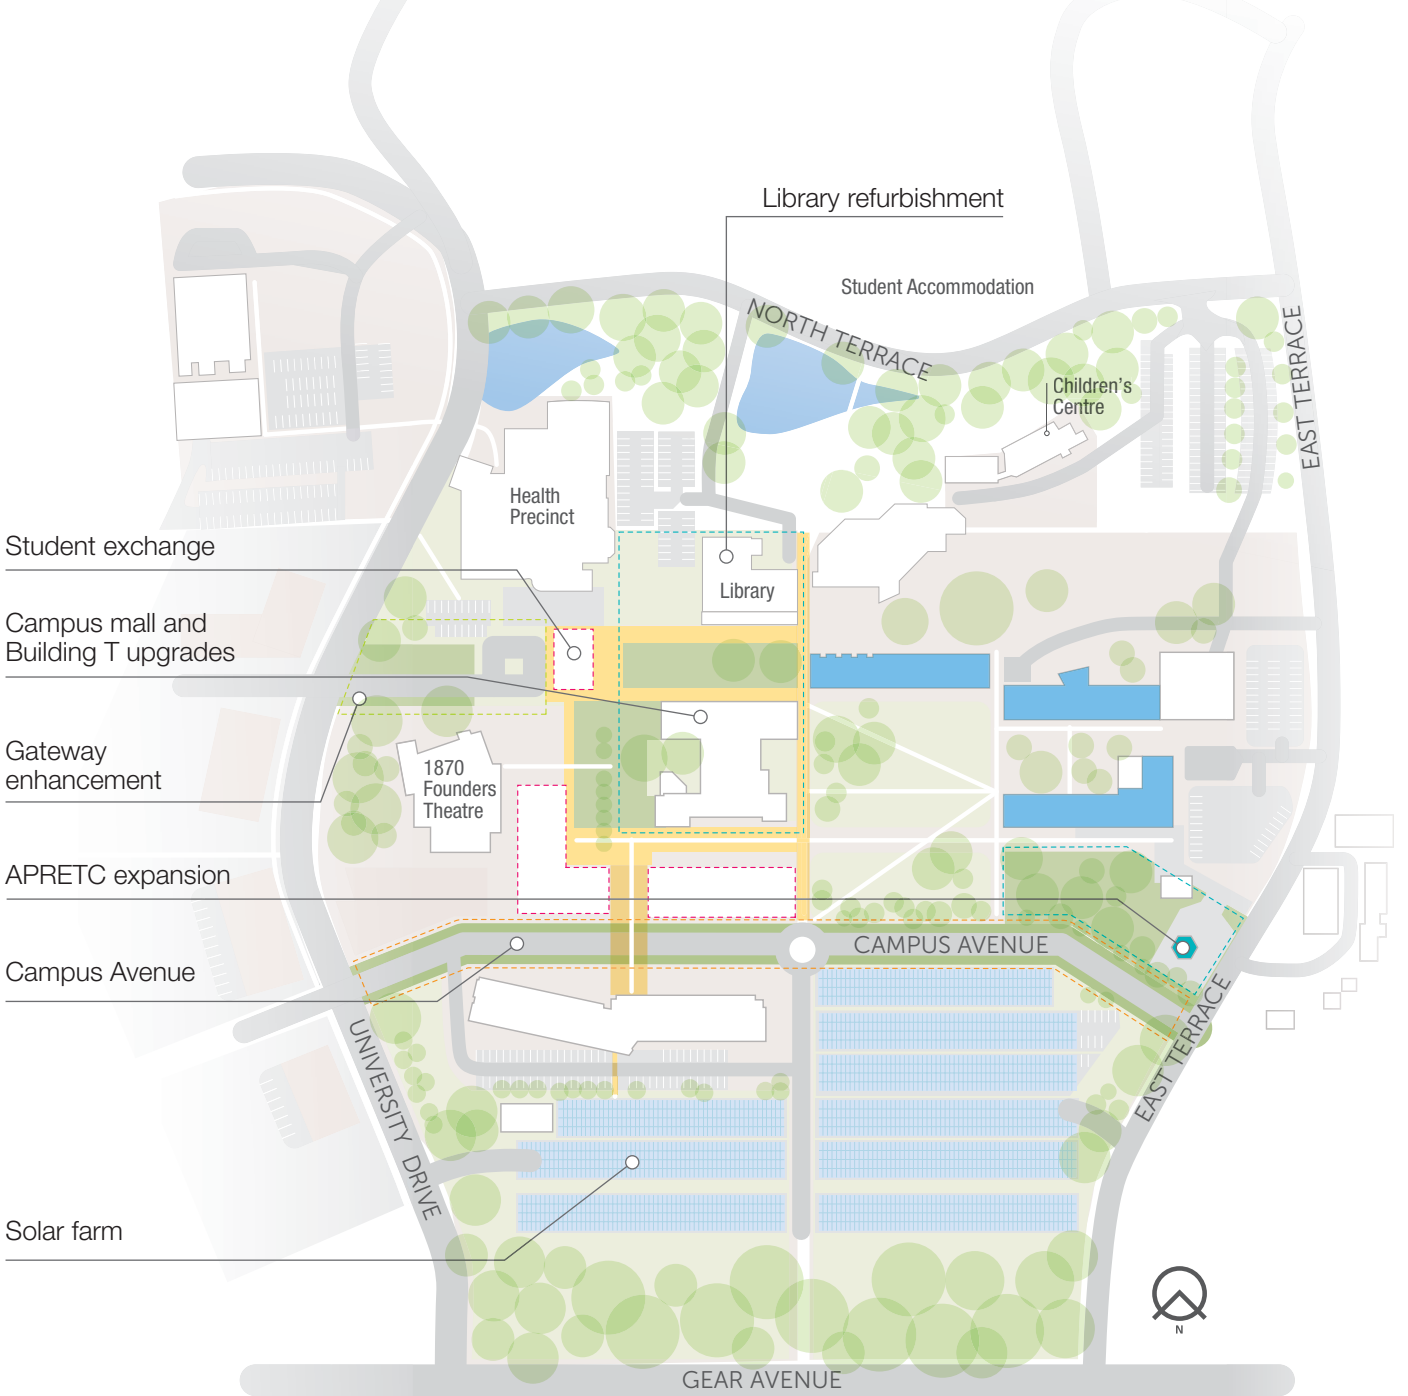 Library refurbishment
Student Accommodation
NORTH TERRACE
EAST TERRACE
Children's
Centre
Health
Precinct
Student exchange
Library
Campus mall and
Building T upgrades
Gateway
enhancement
1870
Founders
Theatre
APRETC expansion
CAMPUS AVENUE
Campus Avenue
EAST TERRACE
UNIVERSITY DRIVE
Solar farm
N
GEAR AVENUE